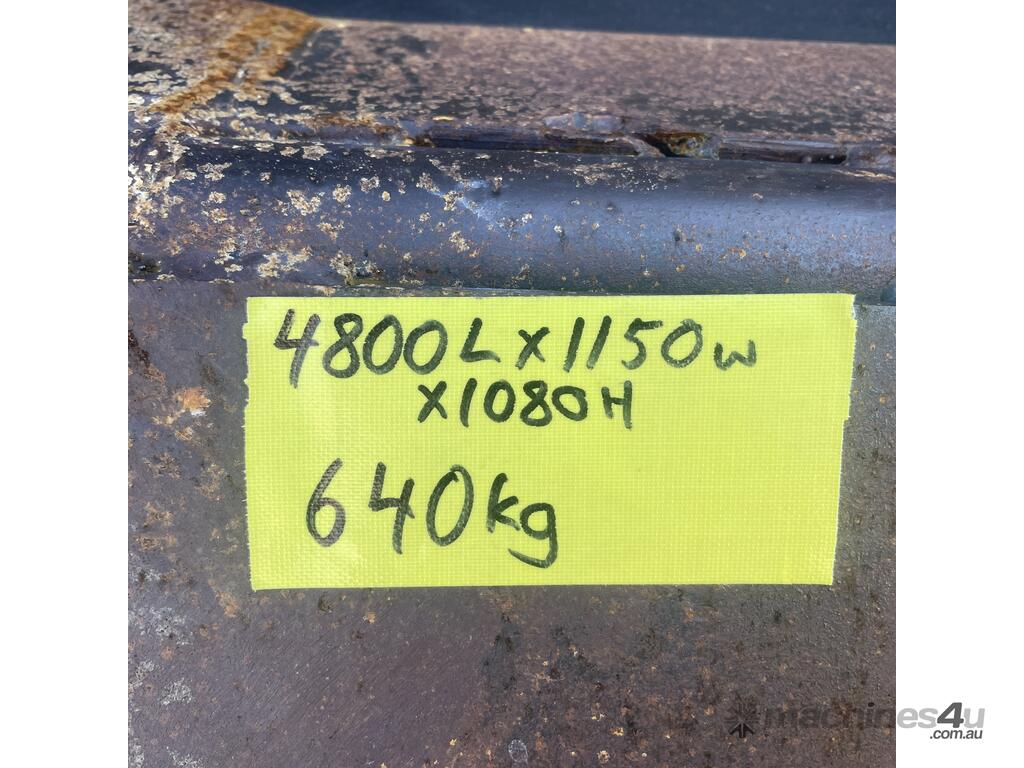 4800L x 1150w
x 1080H
640kg
machines4u
.com.au